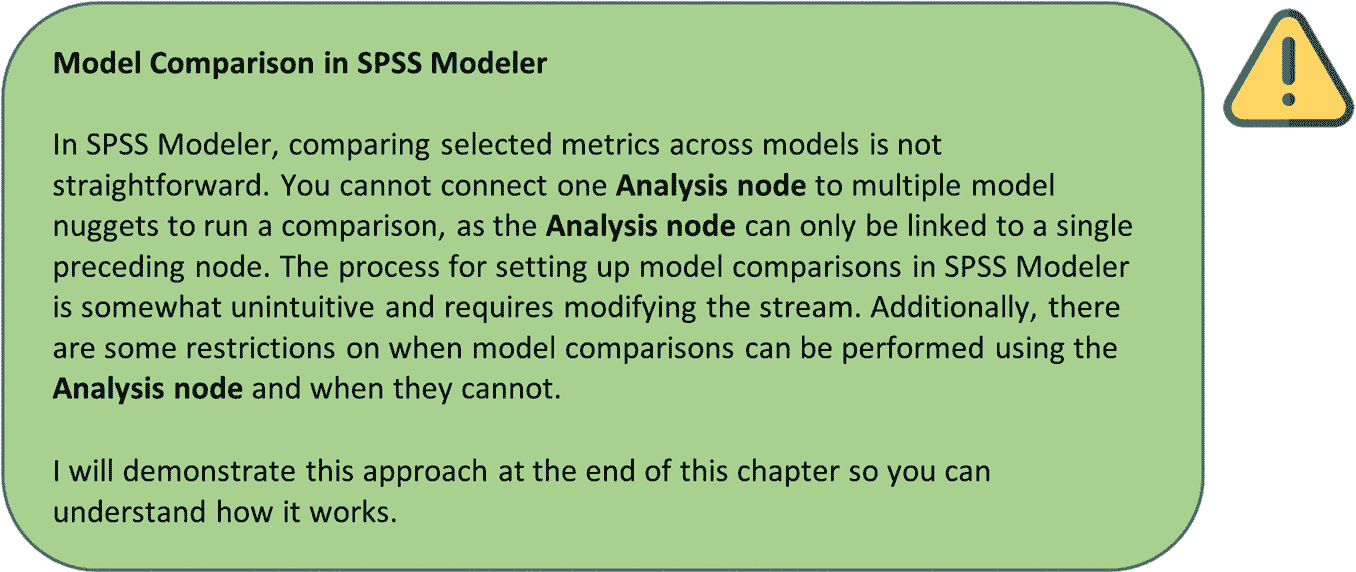 Model Comparison in SPSS Modeler
In SPSS Modeler, comparing selected metrics across models is not
straightforward. You cannot connect one Analysis node to multiple model
nuggets to run a comparison, as the Analysis node can only be linked to a single
preceding node. The process for setting up model comparisons in SPSS Modeler
is somewhat unintuitive and requires modifying the stream. Additionally, there
are some restrictions on when model comparisons can be performed using the
Analysis node and when they cannot.
I will demonstrate this approach at the end of this chapter so you can
understand how it works.